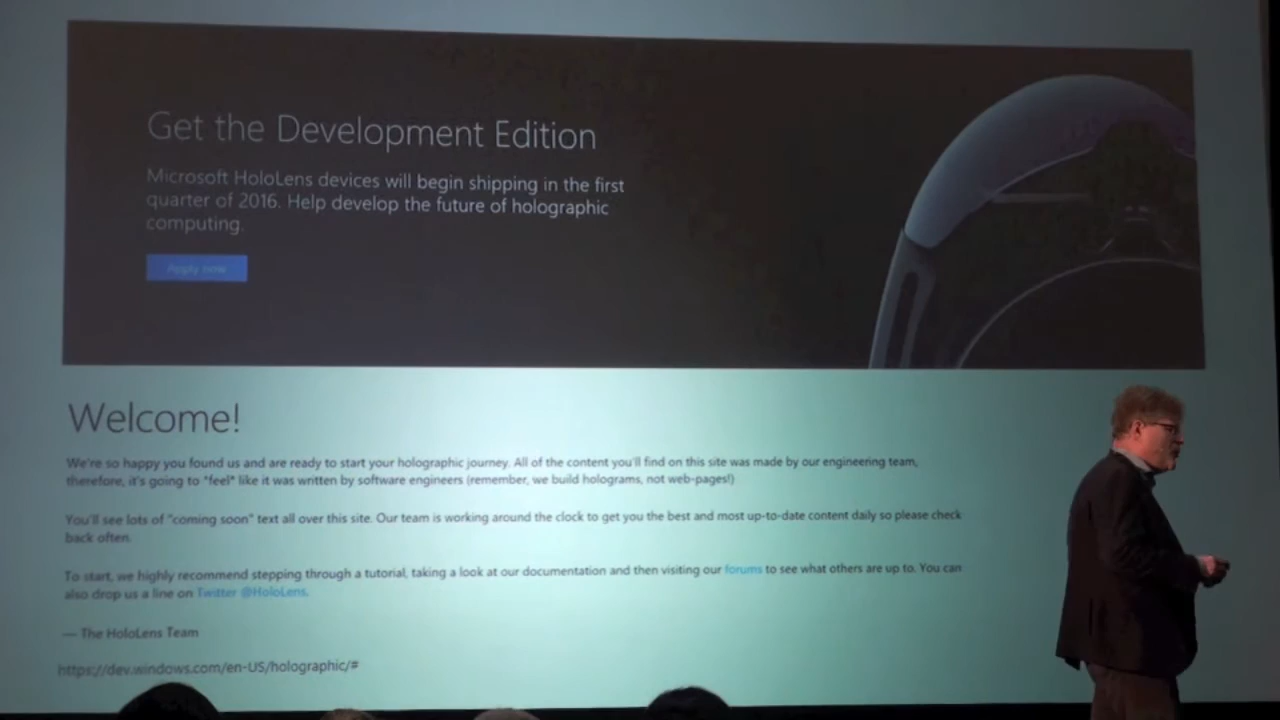 Get the Development Edition
Microsoft HoloLens devices will begin shipping in the first
quarter of 2016. Help develop the future of holographic
computing.
Apply now
Welcome!
We're so happy you found us and are ready to start your holographic journey. All of the content you'll find on this site was made by our engineering team,
therefore, it's going to *feel* like it was written by software engineers (remember, we build holograms, not web-pages!)
You'll see lots of "coming soon" text all over this site. Our team is working around the clock to get you the best and most up-to-date content daily so please check
back often.
To start, we highly recommend stepping through a tutorial, taking a look at our documentation and then visiting our forums to see what others are up to. You can
also drop us a line on Twitter @HoloLens.
— The HoloLens Team
https://dev.windows.com/en-US/holographic/#